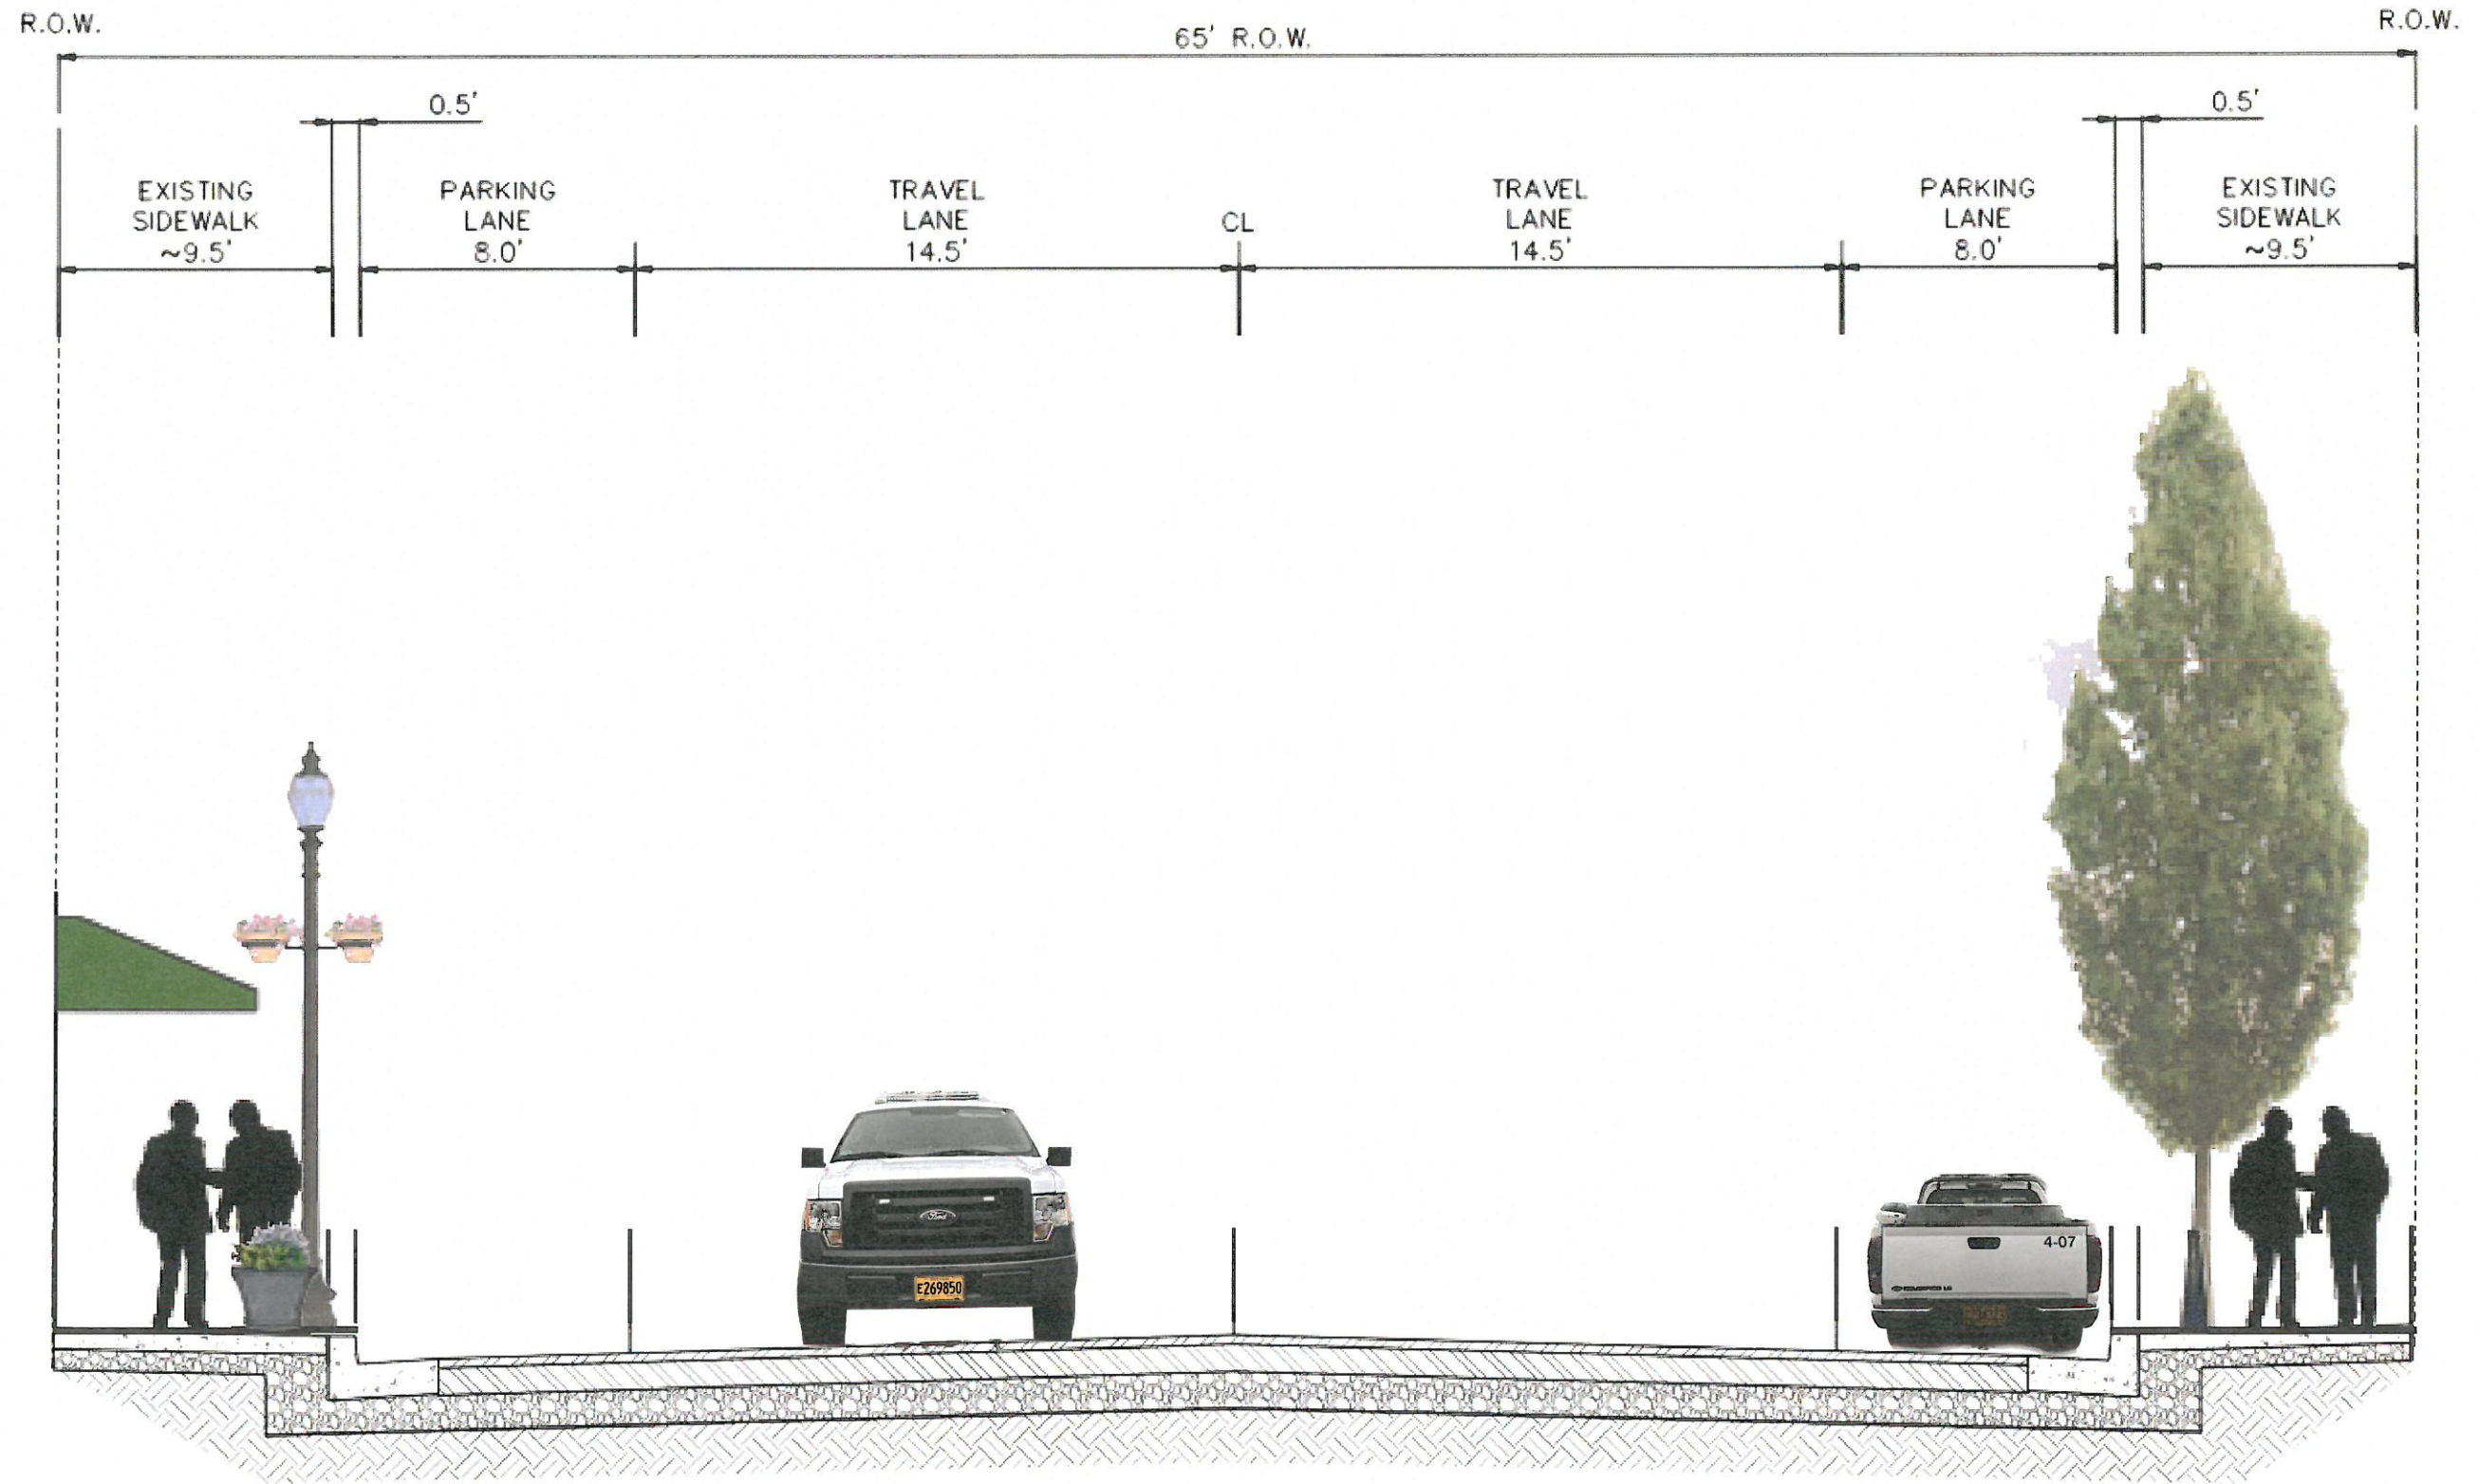 R.O.W.
R.O.W.
65' R.O.W.
0.5'
0.5'
EXISTING
SIDEWALK
~9.5'
PARKING
LANE
8.0'
TRAVEL
LANE
14.5'
CL
TRAVEL
LANE
14.5'
PARKING
LANE
8.0'
EXISTING
SIDEWALK
~9.5'
Ford
E269850
4-07